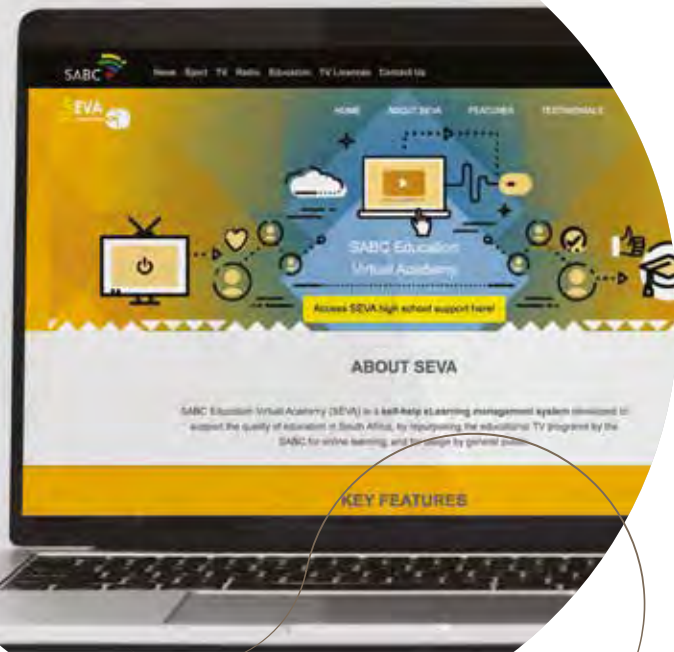 SABC
News Sport TV Radio Education TV Licences Contact Us
SEVA
HOME ABOUT SEVA FEATURES TESTIMONIALS
SABC Education
Virtual Academy
Access SEVA high school support here!
ABOUT SEVA
SABC Education Virtual Academy (SEVA) is a self-help eLearning management system developed to
support the quality of education in South Africa, by repurposing the educational TV programs by the
SABC for online learning, and for usage by general public.
KEY FEATURES